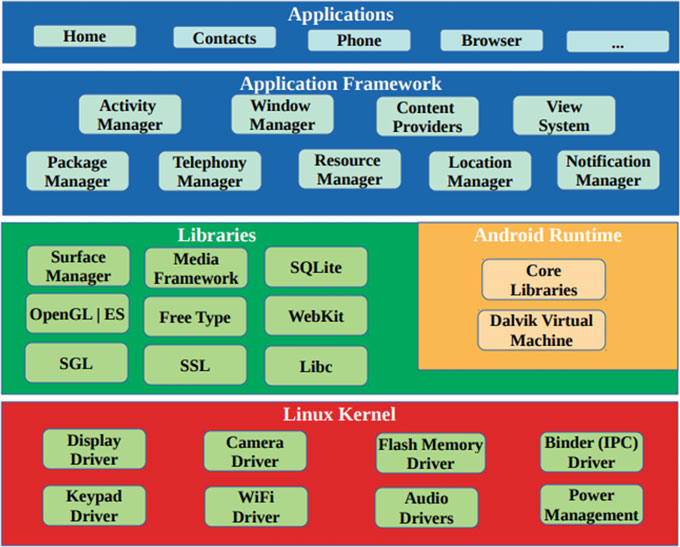 Applications
Home
Contacts
Phone
Browser
...
Application Framework
Activity
Manager
Window
Manager
Content
Providers
View
System
Package
Manager
Telephony
Manager
Resource
Manager
Location
Manager
Notification
Manager
Libraries
Surface
Manager
Media
Framework
SQLite
OpenGL | ES
Free Type
WebKit
SGL
SSL
Libc
Android Runtime
Core
Libraries
Dalvik Virtual
Machine
Linux Kernel
Display
Driver
Camera
Driver
Flash Memory
Driver
Binder (IPC)
Driver
Keypad
Driver
WiFi
Driver
Audio
Drivers
Power
Management